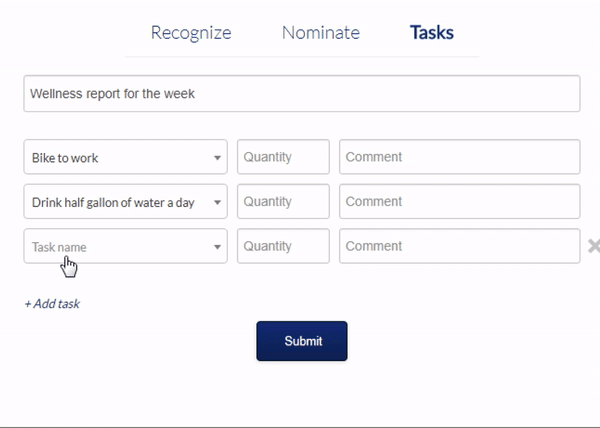 Recognize Nominate Tasks
Wellness report for the week
Bike to work Quantity Comment
Drink half gallon of water a day Quantity Comment
Task name Quantity Comment
+ Add task
Submit